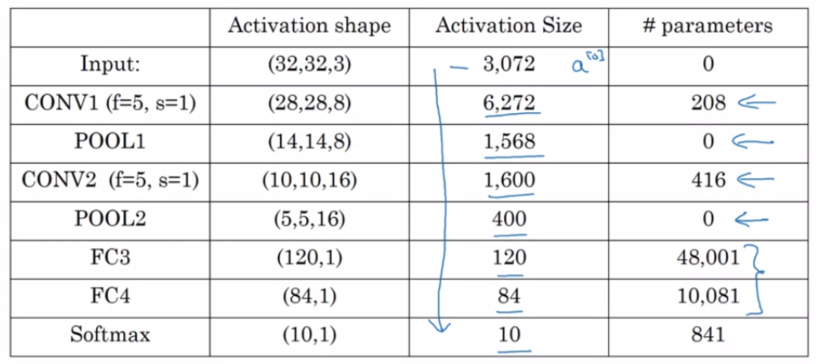 Activation shape Activation Size # parameters
Input: (32,32,3) 3,072 a[0] 0
CONV1 (f=5, s=1) (28,28,8) 6,272 208
POOL1 (14,14,8) 1,568 0
CONV2 (f=5, s=1) (10,10,16) 1,600 416
POOL2 (5,5,16) 400 0
FC3 (120,1) 120 48,001
FC4 (84,1) 84 10,081
Softmax (10,1) 10 841